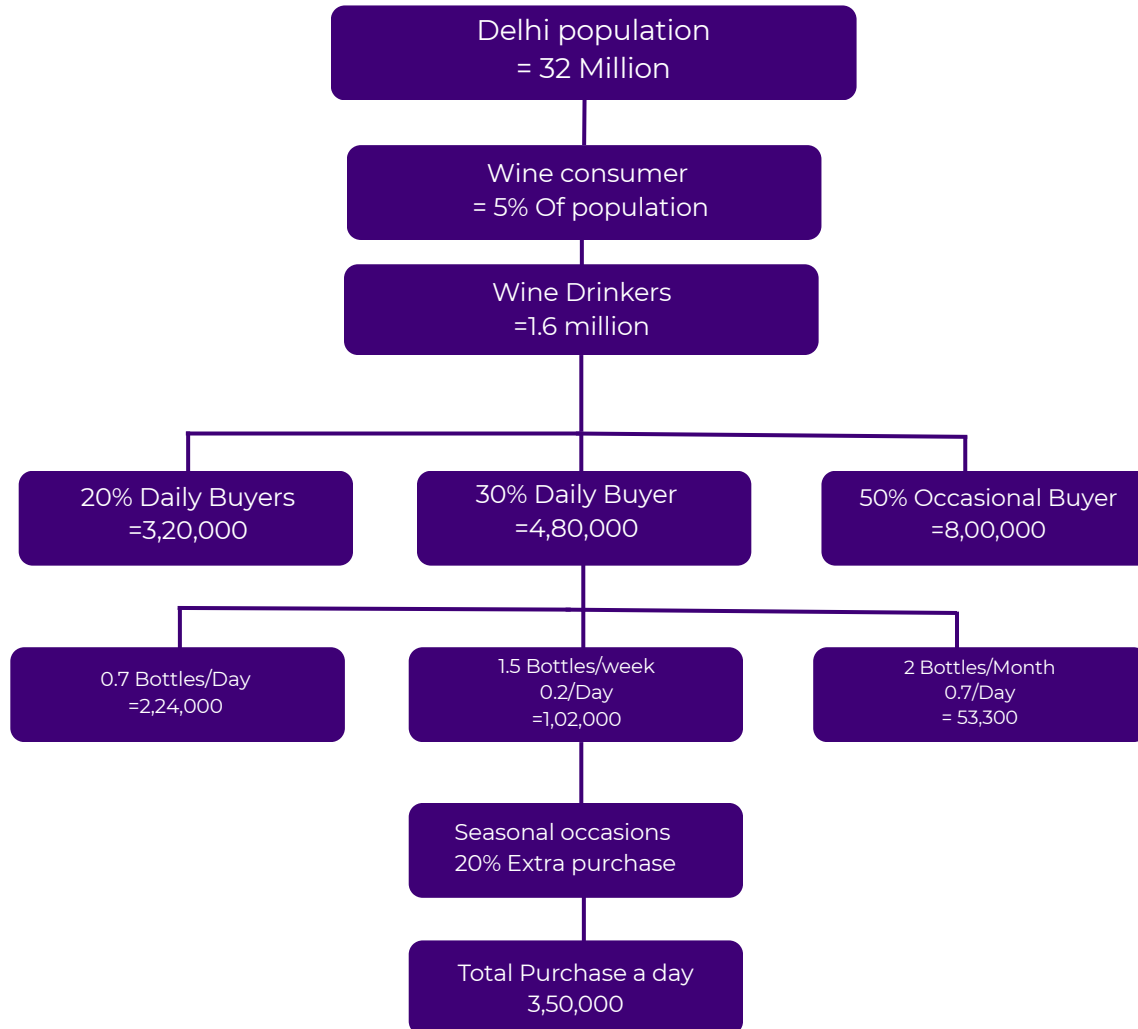 Delhi population
= 32 Million
Wine consumer
= 5% Of population
Wine Drinkers
=1.6 million
20% Daily Buyers
=3,20,000
30% Daily Buyer
=4,80,000
50% Occasional Buyer
=8,00,000
0.7 Bottles/Day
=2,24,000
1.5 Bottles/week
0.2/Day
=1,02,000
2 Bottles/Month
0.7/Day
= 53,300
Seasonal occasions
20% Extra purchase
Total Purchase a day
3,50,000